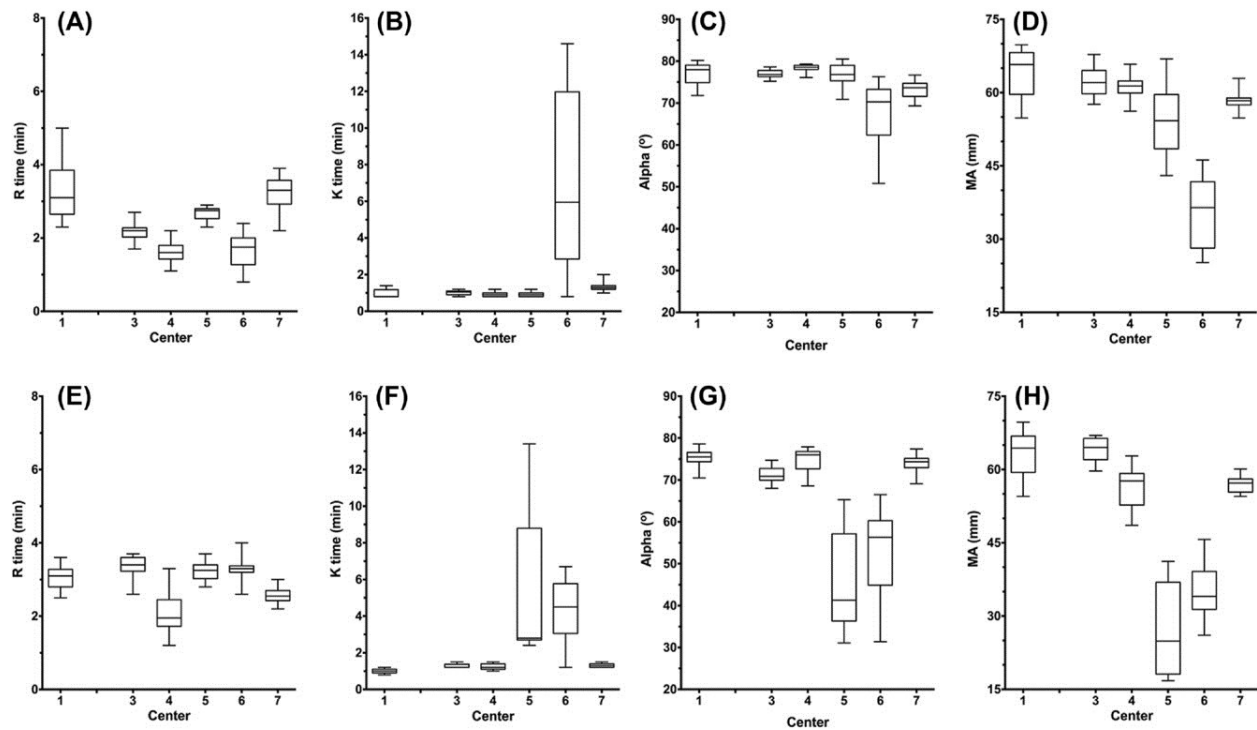 (A)
R time (min)
8
6
4
2
0
1 3 4 5 6 7
Center
(B)
K time (min)
16
14
12
10
8
6
4
2
0
1 3 4 5 6 7
Center
(C)
Alpha (º)
90
80
70
60
50
40
30
20
1 3 4 5 6 7
Center
(D)
MA (mm)
75
60
45
30
15
1 3 4 5 6 7
Center
(E)
R time (min)
8
6
4
2
0
1 3 4 5 6 7
Center
(F)
K time (min)
16
14
12
10
8
6
4
2
0
1 3 4 5 6 7
Center
(G)
Alpha (º)
90
80
70
60
50
40
30
20
1 3 4 5 6 7
Center
(H)
MA (mm)
75
60
45
30
15
1 3 4 5 6 7
Center